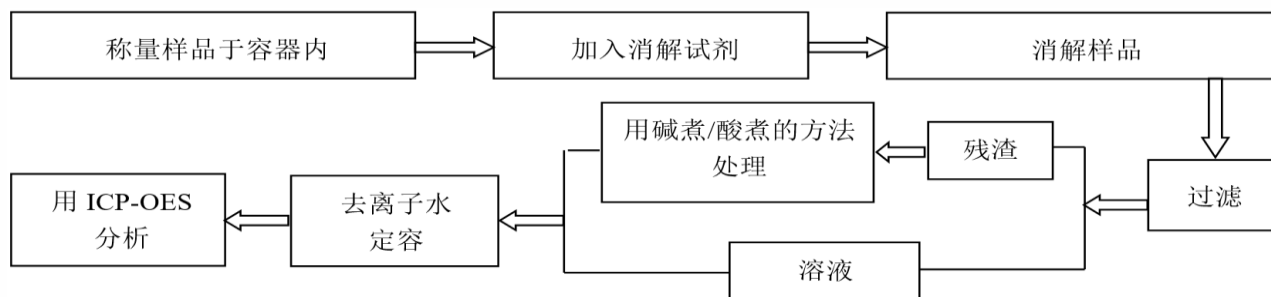 称量样品于容器内
加入消解试剂
消解样品
用碱煮/酸煮的方法
处理
残渣
过滤
用 ICP-OES
分析
去离子水
定容
溶液